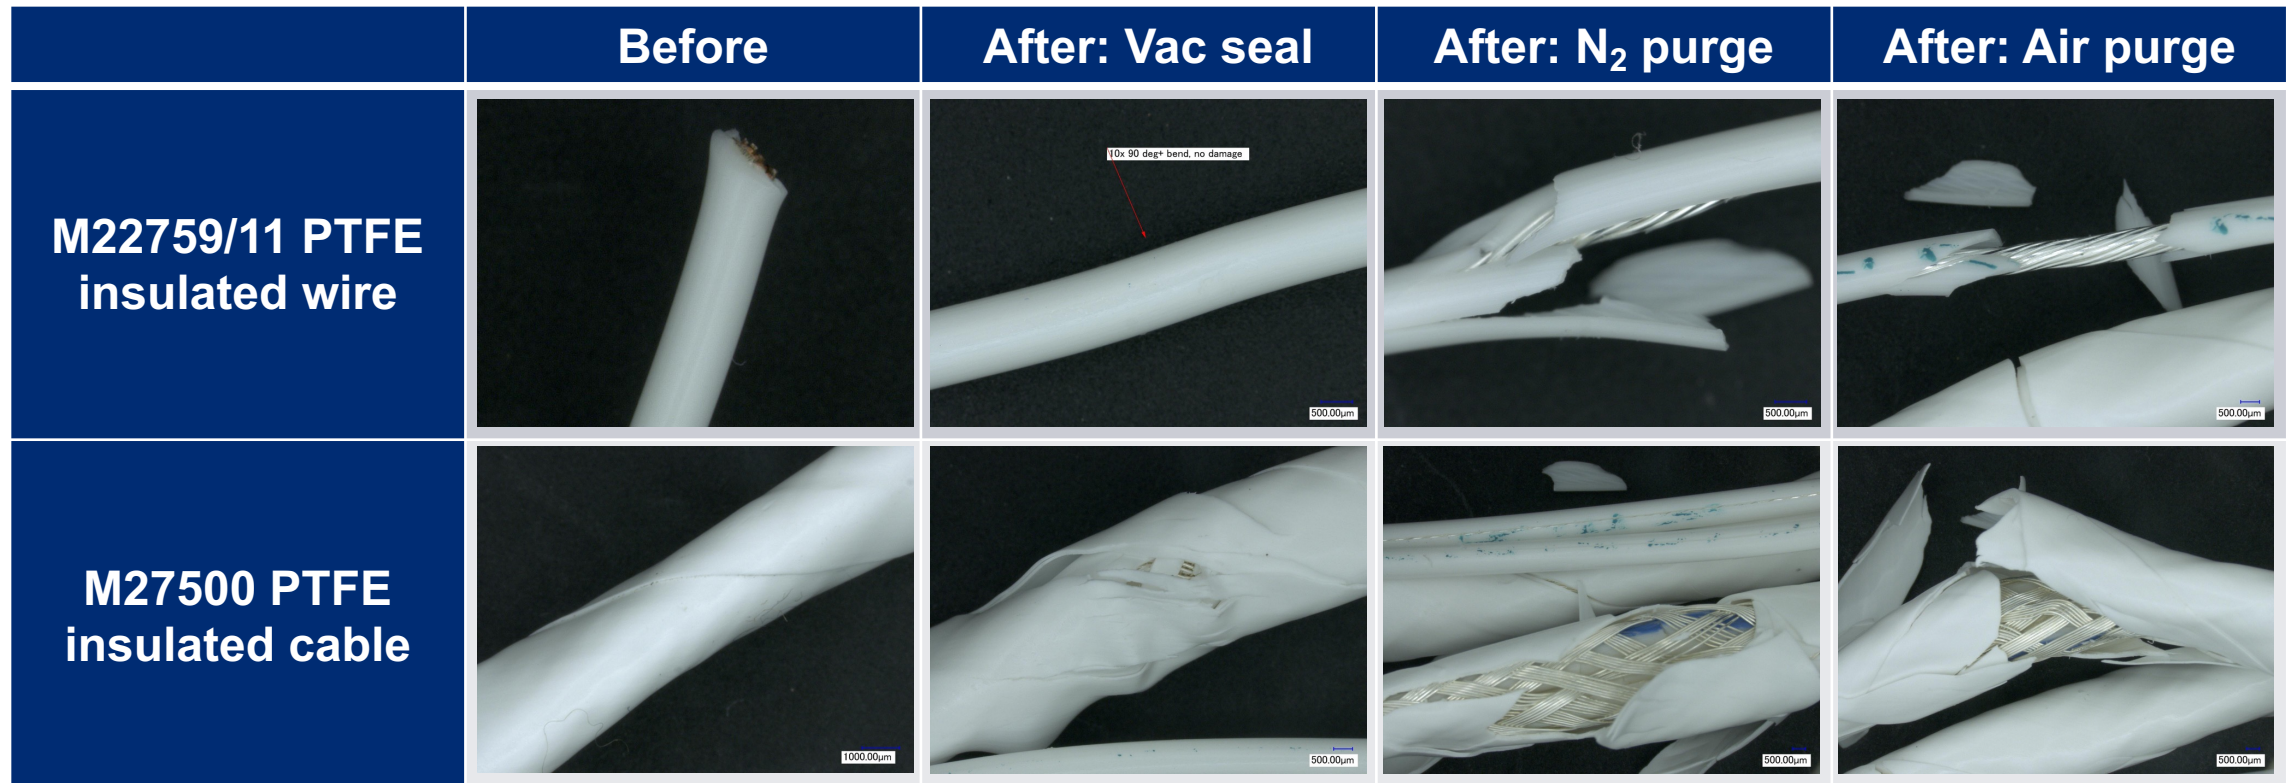 Before
After: Vac seal
After: N₂ purge
After: Air purge
M22759/11 PTFE
insulated wire
10x 90 deg+ bend, no damage
500.00µm
500.00µm
500.00µm
M27500 PTFE
insulated cable
1000.00µm
500.00µm
500.00µm
500.00µm